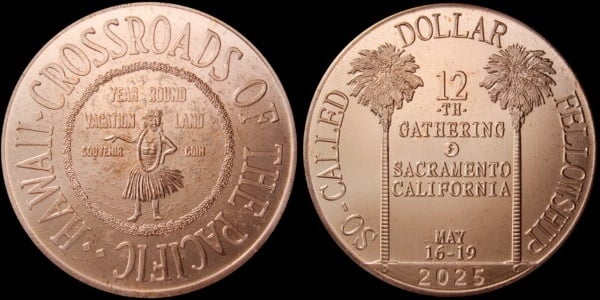 HAWAII · CROSSROADS OF THE PACIFIC ·
YEAR ROUND
VACATION LAND
SOUVENIR COIN
SO-CALLED DOLLAR FELLOWSHIP
12
-TH-
GATHERING
SACRAMENTO
CALIFORNIA
MAY
16-19
2025